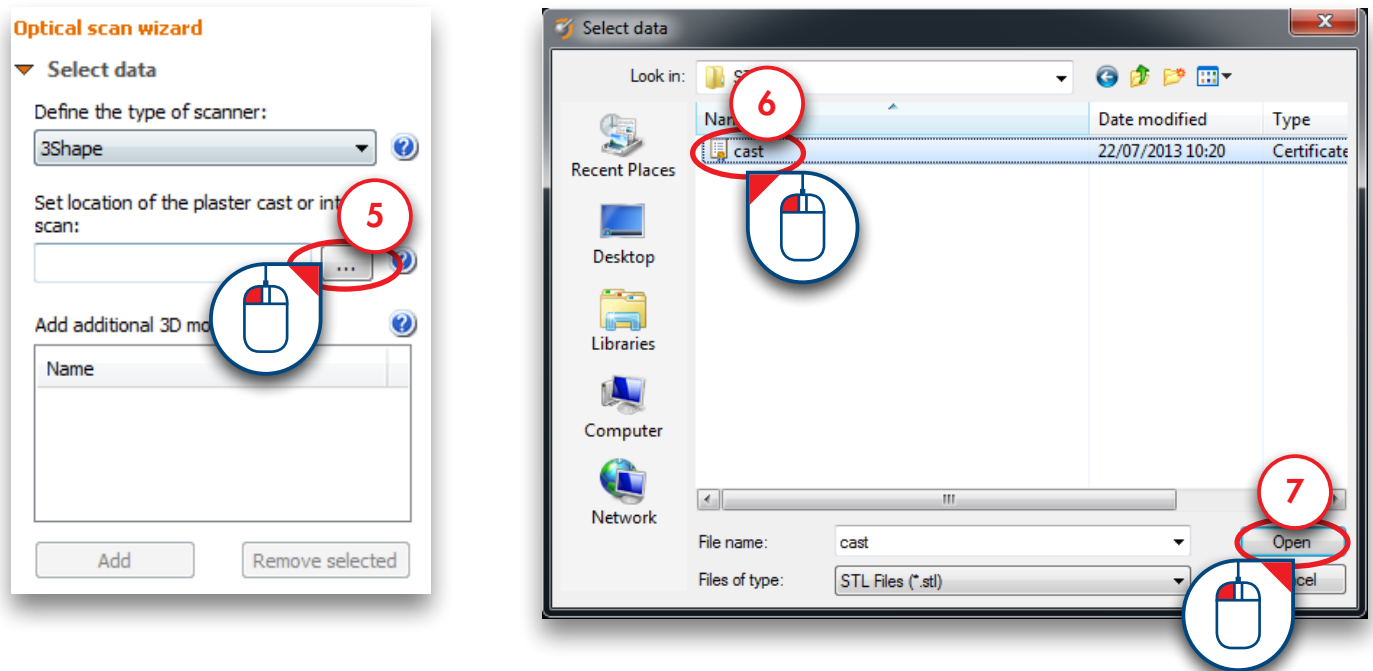 Optical scan wizard
Select data
Define the type of scanner:
3Shape
Set location of the plaster cast or
scan:
5
...
Add additional 3D
Name
Add
Remove selected
Select data
Look in:
6
Date modified
Type
cast
22/07/2013 10:20
Certificate
Recent Places
Desktop
Libraries
Computer
Network
7
File name:
cast
Open
Files of type:
STL Files (*.stl)